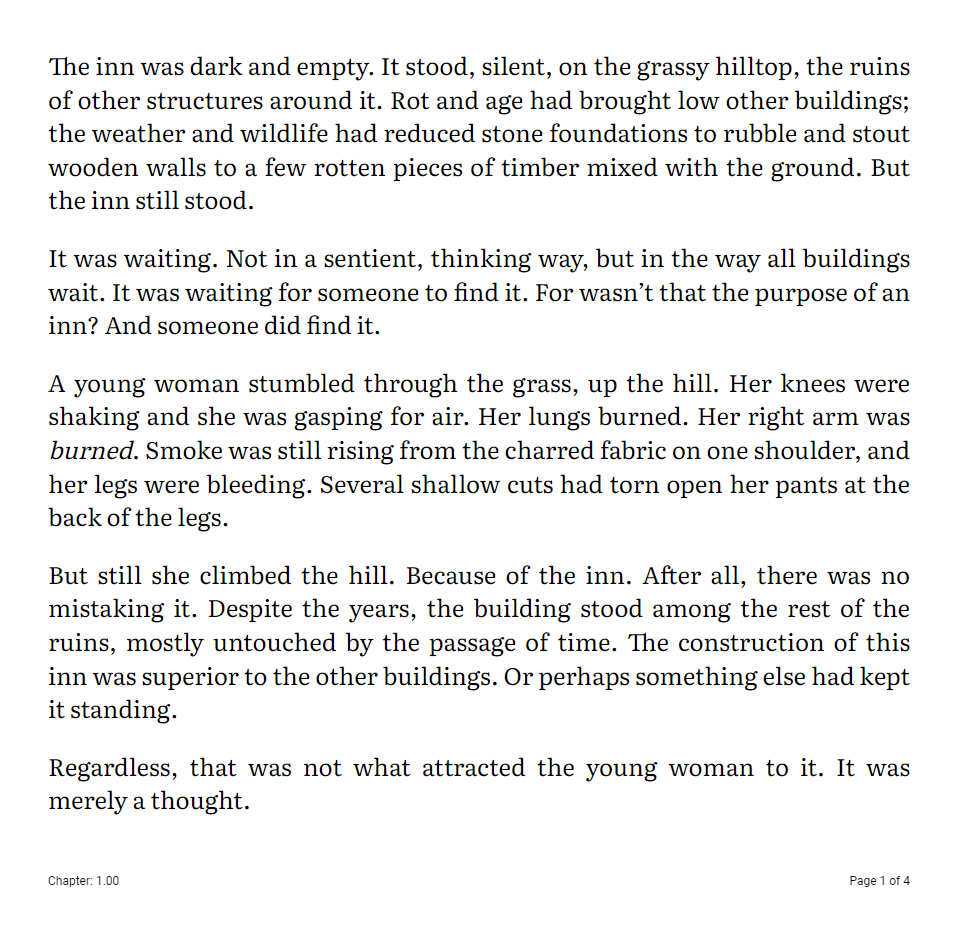 The inn was dark and empty. It stood, silent, on the grassy hilltop, the ruins
of other structures around it. Rot and age had brought low other buildings;
the weather and wildlife had reduced stone foundations to rubble and stout
wooden walls to a few rotten pieces of timber mixed with the ground. But
the inn still stood.
It was waiting. Not in a sentient, thinking way, but in the way all buildings
wait. It was waiting for someone to find it. For wasn’t that the purpose of an
inn? And someone did find it.
A young woman stumbled through the grass, up the hill. Her knees were
shaking and she was gasping for air. Her lungs burned. Her right arm was
burned. Smoke was still rising from the charred fabric on one shoulder, and
her legs were bleeding. Several shallow cuts had torn open her pants at the
back of the legs.
But still she climbed the hill. Because of the inn. After all, there was no
mistaking it. Despite the years, the building stood among the rest of the
ruins, mostly untouched by the passage of time. The construction of this
inn was superior to the other buildings. Or perhaps something else had kept
it standing.
Regardless, that was not what attracted the young woman to it. It was
merely a thought.
Chapter: 1.00
Page 1 of 4